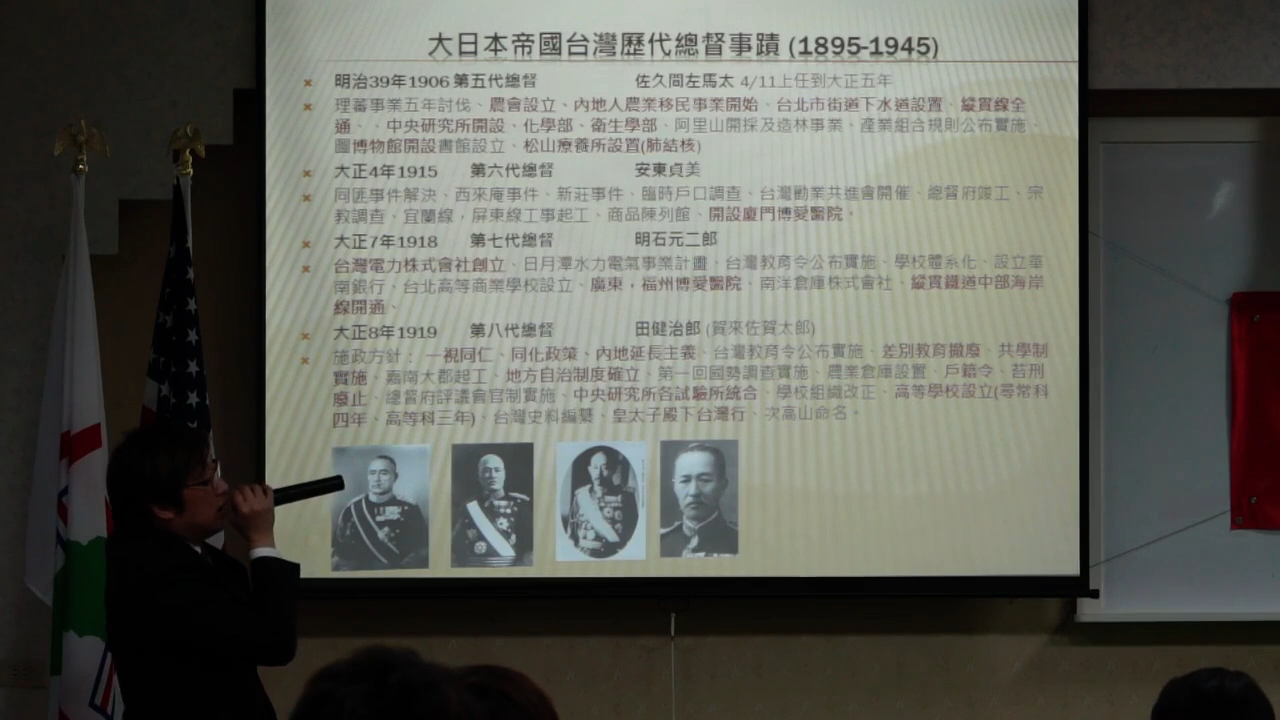 大日本帝國台灣歷代總督事蹟 (1895-1945)
明治39年1906 第五代總督 佐久間左馬太 4/11上任到大正五年
理蕃事業五年討伐、農會設立、內地人農業移民事業開始、台北市街道下水道設置、縱貫線全
通、、中央研究所開設、化學部、衛生學部、阿里山開採及造林事業、產業組合規則公布實施、
圖博物館開設書館設立、松山療養所設置(肺結核)
大正4年1915 第六代總督 安東貞美
同匪事件解決、西來庵事件、新莊事件、臨時戶口調查、台灣勸業共進會開催、總督府竣工、宗
教調查、宜蘭線，屏東線工事起工、商品陳列館、開設廈門博愛醫院。
大正7年1918 第七代總督 明石元二郎
台灣電力株式會社創立、日月潭水力電氣事業計畫、台灣教育令公布實施、學校體系化、設立華
南銀行、台北高等商業學校設立、廣東，福州博愛醫院、南洋倉庫株式會社、縱貫鐵道中部海岸
線開通、
大正8年1919 第八代總督 田健治郎 (賀來佐賀太郎)
施政方針： 一視同仁、同化政策、內地延長主義、台灣教育令公布實施、差別教育撤廢、共學制
實施、嘉南大郡起工、地方自治制度確立、第一回國勢調查實施、農業倉庫設置、戶籍令、笞刑
廢止、總督府評議會官制實施、中央研究所各試驗所統合、學校組織改正、高等學校設立(尋常科
四年、高等科三年)、台灣史料編纂、皇太子殿下台灣行、次高山命名。